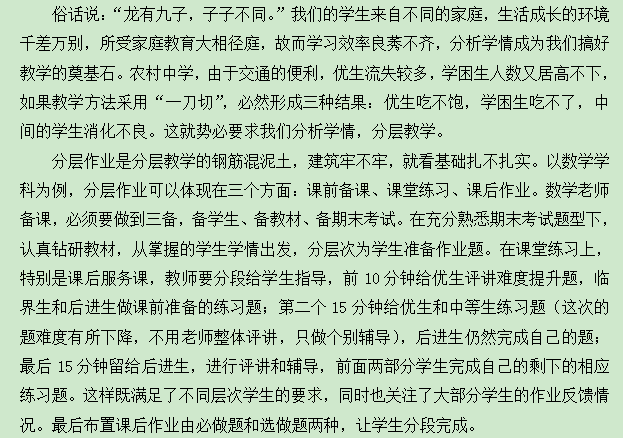 俗话说：“龙有九子，子子不同。”我们的学生来自不同的家庭，生活成长的环境
千差万别，所受家庭教育大相径庭，故而学习效率良莠不齐，分析学情成为我们搞好
教学的奠基石。农村中学，由于交通的便利，优生流失较多，学困生人数又居高不下，
如果教学方法采用“一刀切”，必然形成三种结果：优生吃不饱，学困生吃不了，中
间的学生消化不良。这就势必要求我们分析学情，分层教学。
分层作业是分层教学的钢筋混泥土，建筑牢不牢，就看基础扎不扎实。以数学学
科为例，分层作业可以体现在三个方面：课前备课、课堂练习、课后作业。数学老师
备课，必须要做到三备，备学生、备教材、备期末考试。在充分熟悉期末考试题型下，
认真钻研教材，从掌握的学生学情出发，分层次为学生准备作业题。在课堂练习上，
特别是课后服务课，教师要分段给学生指导，前 10 分钟给优生评讲难度提升题，临
界生和后进生做课前准备的练习题；第二个 15 分钟给优生和中等生练习题（这次的
题难度有所下降，不用老师整体评讲，只做个别辅导），后进生仍然完成自己的题；
最后 15 分钟留给后进生，进行评讲和辅导，前面两部分学生完成自己的剩下的相应
练习题。这样既满足了不同层次学生的要求，同时也关注了大部分学生的作业反馈情
况。最后布置课后作业由必做题和选做题两种，让学生分段完成。